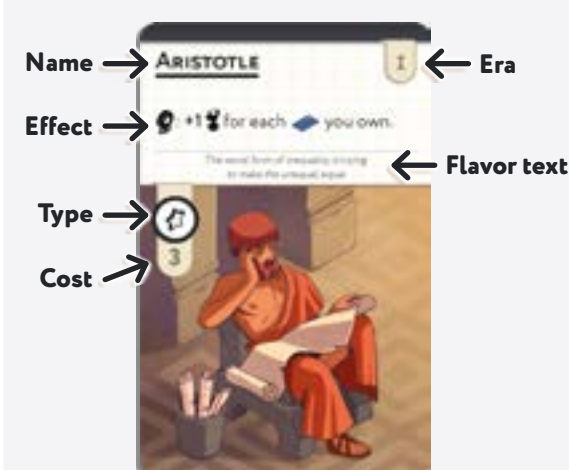 Name
ARISTOTLE
I
Era
Effect
: +1 for each you own.
The worst form of inequality is trying
to make the unequal equal
Flavor text
Type
3
Cost